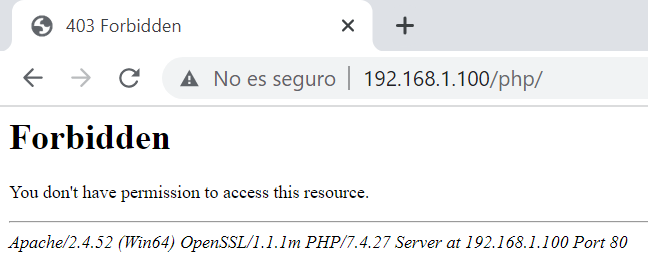 403 Forbidden
No es seguro | 192.168.1.100/php/
Forbidden
You don't have permission to access this resource.
Apache/2.4.52 (Win64) OpenSSL/1.1.1m PHP/7.4.27 Server at 192.168.1.100 Port 80